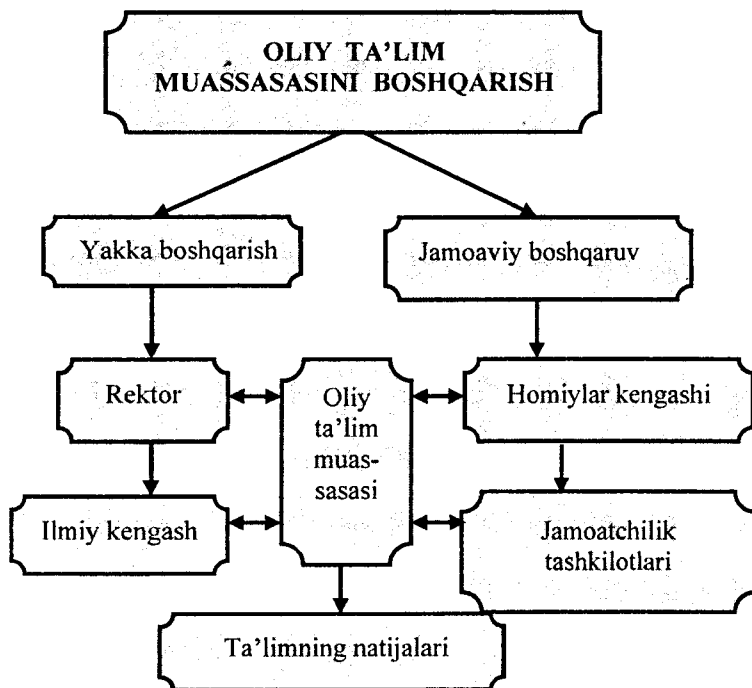 OLIY TA’LIM
MUASSASASINI BOSHQARISH
Yakka boshqarish
Jamoaviy boshqaruv
Rektor
Oliy
ta’lim
muas-
sasasi
Homiylar kengashi
Ilmiy kengash
Jamoatchilik
tashkilotlari
Ta’limning natijalari